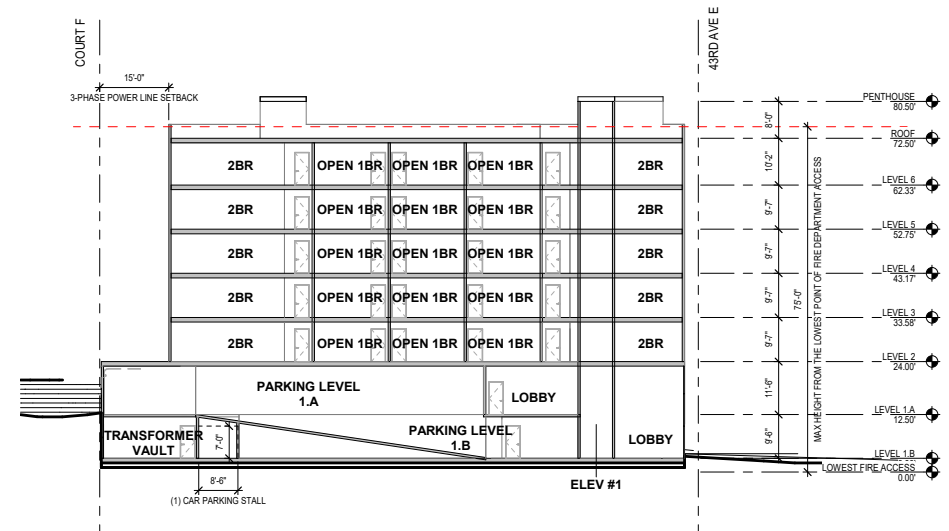 COURT F
43RD AVE E
15'-0"
3-PHASE POWER LINE SETBACK
PENTHOUSE
80.50'
8'-0"
ROOF
72.50'
2BR OPEN 1BR OPEN 1BR OPEN 1BR 2BR
10'-2"
LEVEL 6
62.33'
2BR OPEN 1BR OPEN 1BR OPEN 1BR 2BR
9'-7"
LEVEL 5
52.75'
2BR OPEN 1BR OPEN 1BR OPEN 1BR 2BR
9'-7"
LEVEL 4
43.17'
2BR OPEN 1BR OPEN 1BR OPEN 1BR 2BR
9'-7"
LEVEL 3
33.58'
2BR OPEN 1BR OPEN 1BR OPEN 1BR 2BR
9'-7"
LEVEL 2
24.00'
75'-0"
MAX HEIGHT FROM THE LOWEST POINT OF FIRE DEPARTMENT ACCESS
PARKING LEVEL
1.A
LOBBY
11'-6"
LEVEL 1.A
12.50'
TRANSFORMER
VAULT
7'-0"
PARKING LEVEL
1.B
LOBBY
9'-6"
LEVEL 1.B
LOWEST FIRE ACCESS
0.00'
8'-6"
(1) CAR PARKING STALL
ELEV #1